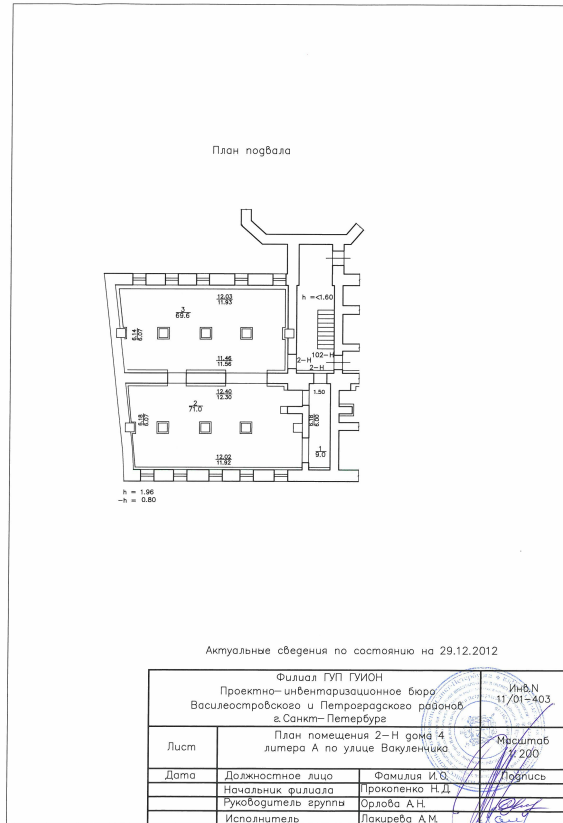 План подвала
h =<1.60
12.03
11.93
3
69.6
6.14
6.07
102-Н
2-Н
2-Н
11.46
11.56
12.40
12.30
1.50
2
71.0
6.18
6.07
6.16
6.00
1
9.0
12.02
11.92
h = 1.96
-h = 0.80
Актуальные сведения по состоянию на 29.12.2012
Филиал ГУП ГУИОН
Проектно-инвентаризационное бюро
Василеостровского и Петроградского районов
г.Санкт-Петербург
Инв.N
11/01-403
Лист
План помещения 2-Н дома 4
литера А по улице Вакуленчика
Масштаб
1:200
Дата Должностное лицо Фамилия И.О. Подпись
Начальник филиала Прокопенко Н.Д.
Руководитель группы Орлова А.Н.
Исполнитель Лакирева А.М.